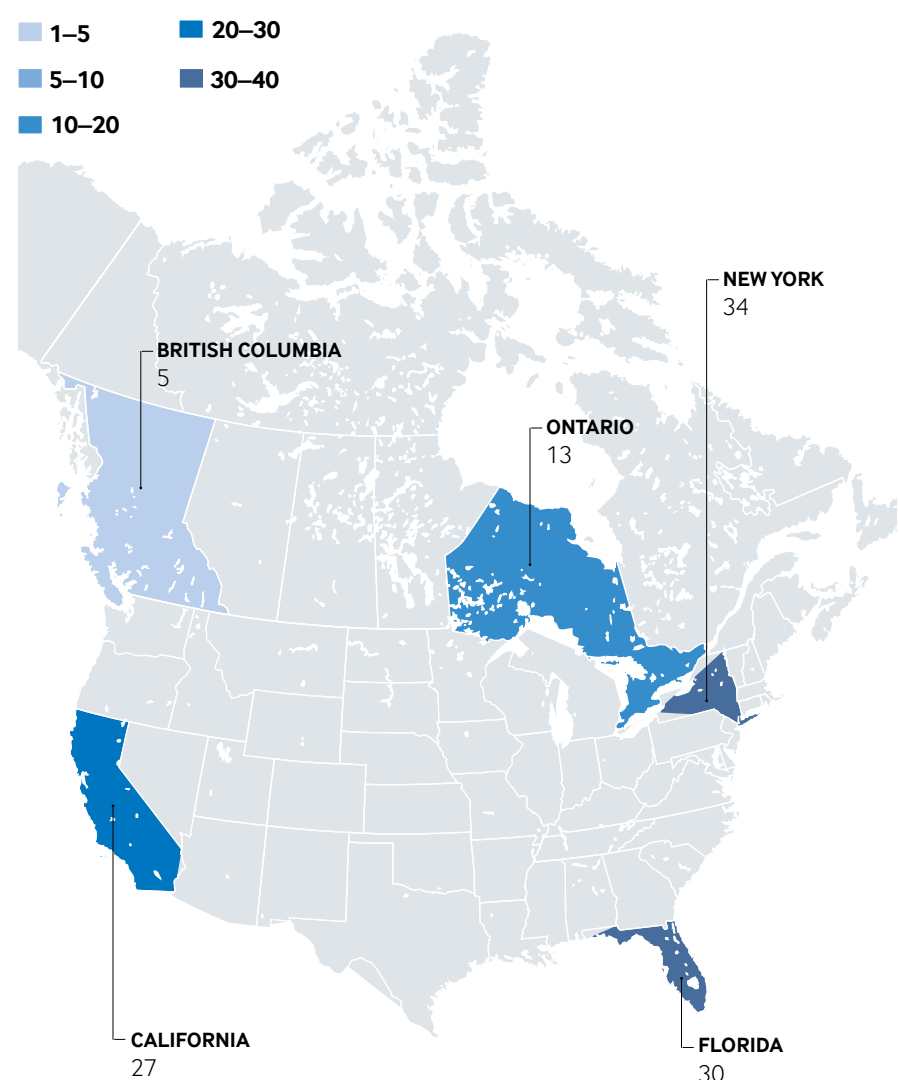 1–5
20–30
5–10
30–40
10–20
NEW YORK
34
BRITISH COLUMBIA
5
ONTARIO
13
CALIFORNIA
27
FLORIDA
30